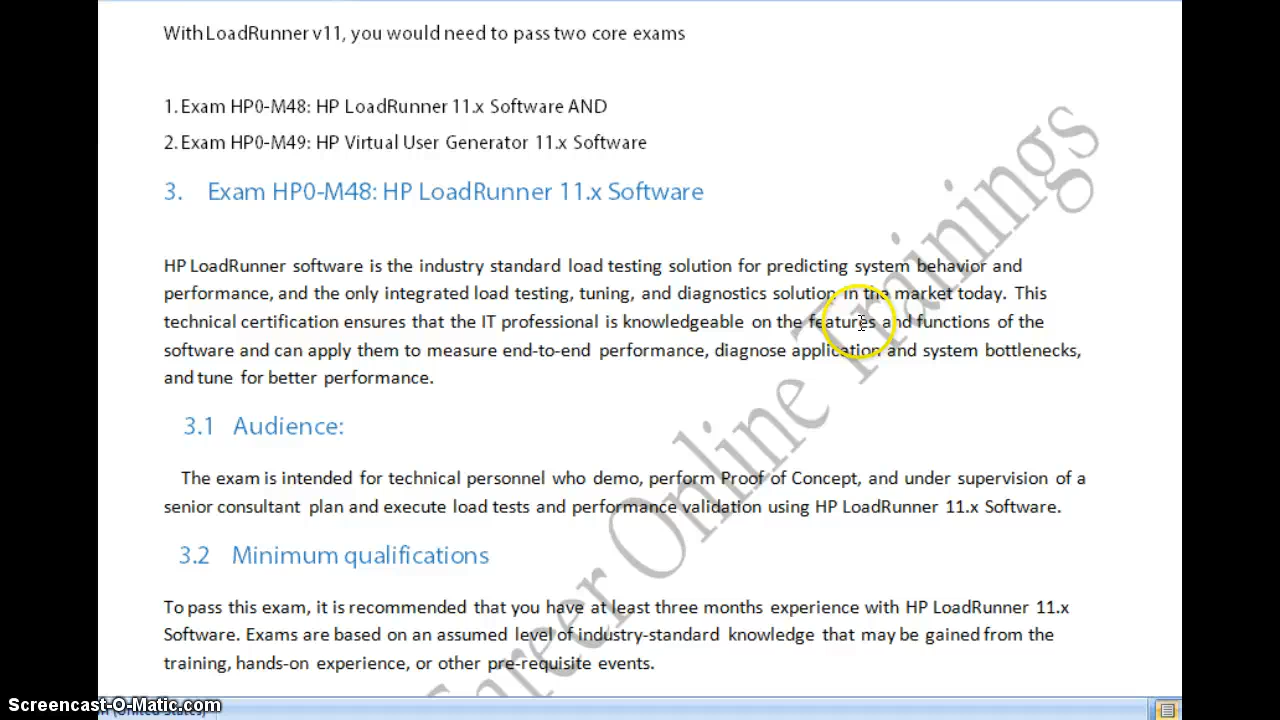 With LoadRunner v11, you would need to pass two core exams
1. Exam HP0-M48: HP LoadRunner 11.x Software AND
2. Exam HP0-M49: HP Virtual User Generator 11.x Software
3. Exam HP0-M48: HP LoadRunner 11.x Software
HP LoadRunner software is the industry standard load testing solution for predicting system behavior and
performance, and the only integrated load testing, tuning, and diagnostics solution in the market today. This
technical certification ensures that the IT professional is knowledgeable on the features and functions of the
software and can apply them to measure end-to-end performance, diagnose application and system bottlenecks,
and tune for better performance.
3.1 Audience:
The exam is intended for technical personnel who demo, perform Proof of Concept, and under supervision of a
senior consultant plan and execute load tests and performance validation using HP LoadRunner 11.x Software.
3.2 Minimum qualifications
To pass this exam, it is recommended that you have at least three months experience with HP LoadRunner 11.x
Software. Exams are based on an assumed level of industry-standard knowledge that may be gained from the
training, hands-on experience, or other pre-requisite events.
Career Online Trainings
Screencast-O-Matic.com